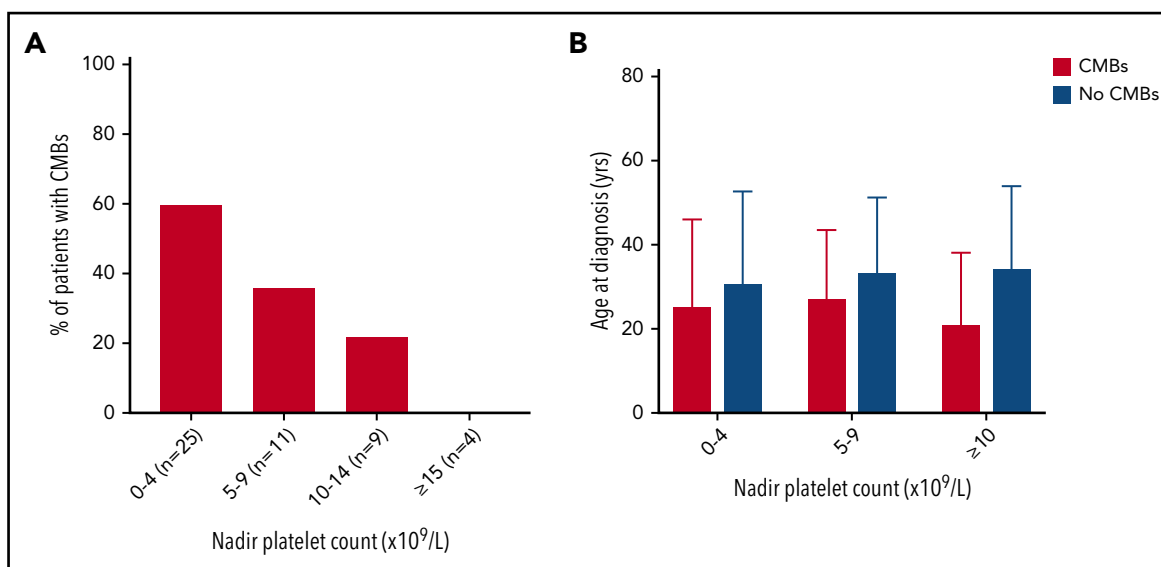 A
% of patients with CMBs
100
80
60
40
20
0
0-4 (n=25)
5-9 (n=11)
10-14 (n=9)
≥15 (n=4)
Nadir platelet count (x10⁹/L)
B
CMBs
No CMBs
Age at diagnosis (yrs)
80
60
40
20
0
0-4
5-9
≥10
Nadir platelet count (x10⁹/L)